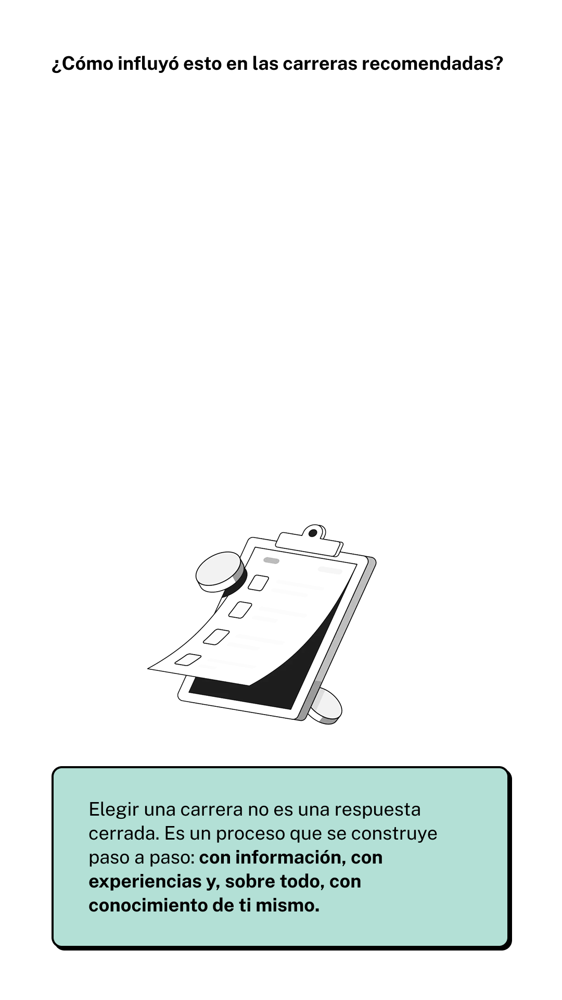 ¿Cómo influyó esto en las carreras recomendadas?
Elegir una carrera no es una respuesta
cerrada. Es un proceso que se construye
paso a paso: con información, con
experiencias y, sobre todo, con
conocimiento de ti mismo.